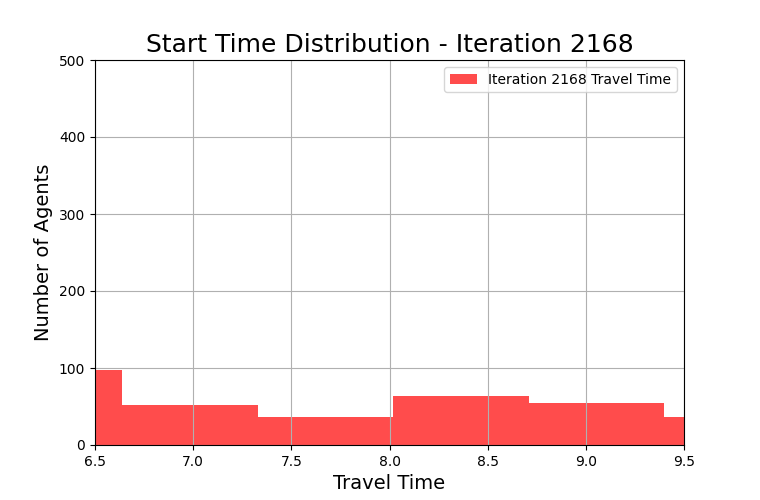 Start Time Distribution - Iteration 2168
Iteration 2168 Travel Time
Number of Agents
500
400
300
200
100
0
6.5 7.0 7.5 8.0 8.5 9.0 9.5
Travel Time